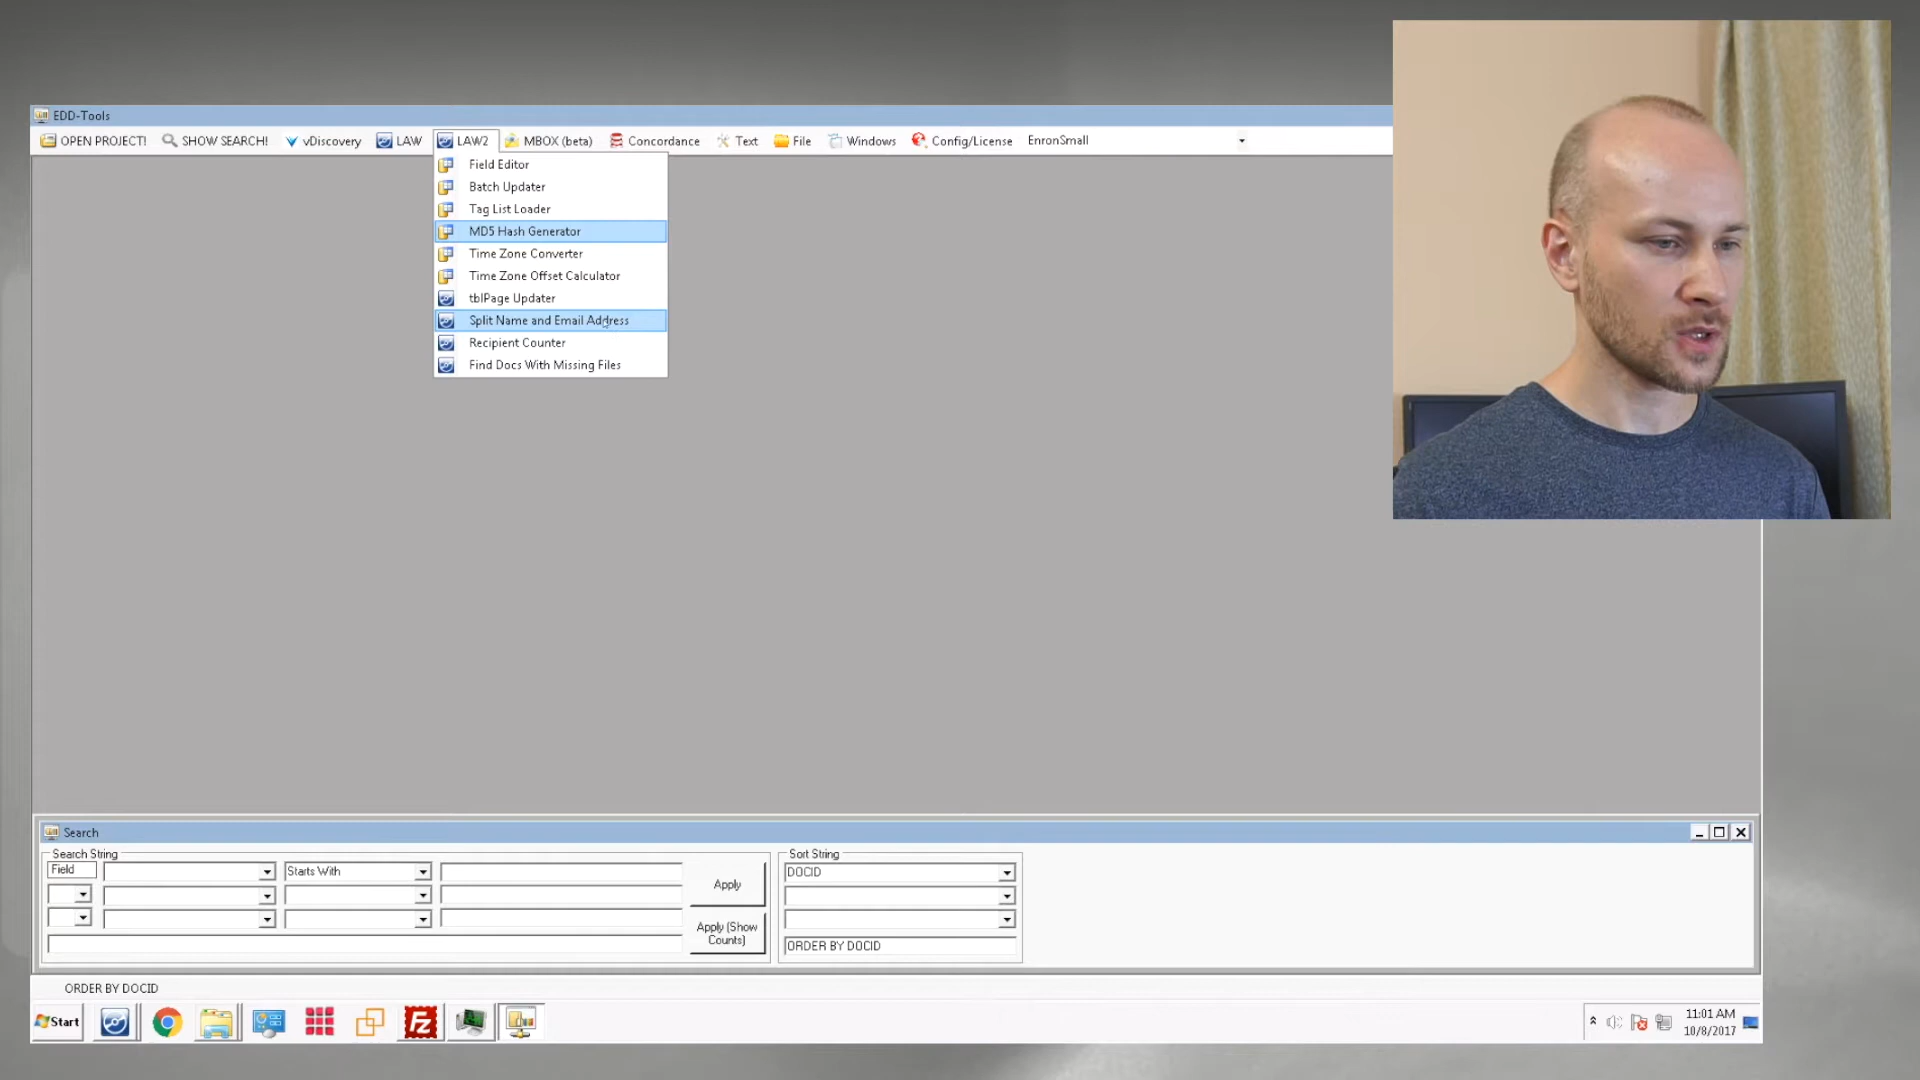 EDD-Tools
OPEN PROJECT! SHOW SEARCH! vDiscovery LAW LAW2 MBOX (beta) Concordance Text File Windows Config/License EnronSmall
Field Editor
Batch Updater
Tag List Loader
MD5 Hash Generator
Time Zone Converter
Time Zone Offset Calculator
tblPage Updater
Split Name and Email Address
Recipient Counter
Find Docs With Missing Files
Search
Search String
Field
Starts With
Apply
Apply (Show
Counts)
Sort String
DOCID
ORDER BY DOCID
ORDER BY DOCID
Start
FZ
11:01 AM
10/8/2017